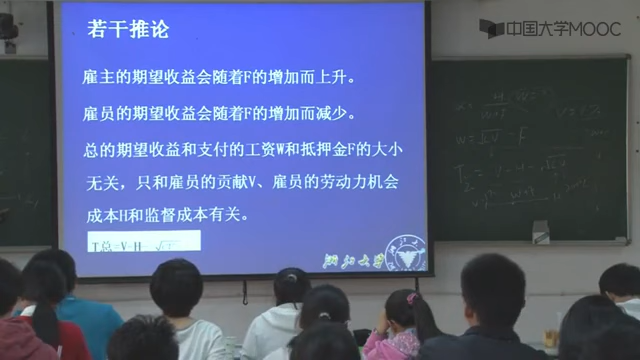 中国大学MOOC
若干推论
雇主的期望收益会随着F的增加而上升。
雇员的期望收益会随着F的增加而减少。
总的期望收益和支付的工资W和抵押金F的大小
无关，只和雇员的贡献V、雇员的劳动力机会
成本H和监督成本有关。
T总=V-H-
浙江大学